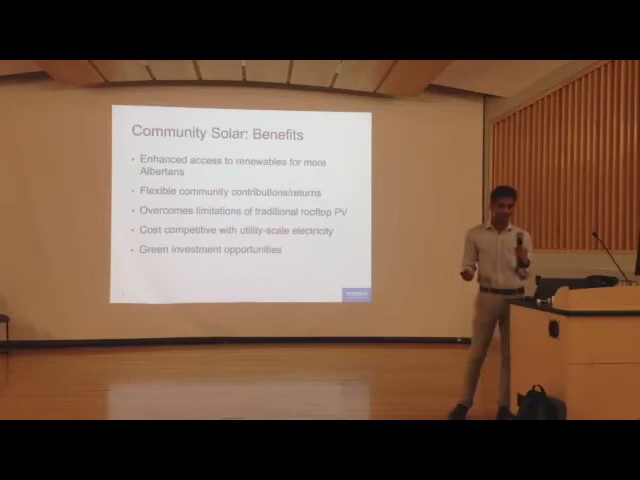 Community Solar: Benefits
• Enhanced access to renewables for more
Albertans
• Flexible community contributions/returns
• Overcomes limitations of traditional rooftop PV
• Cost competitive with utility-scale electricity
• Green investment opportunities